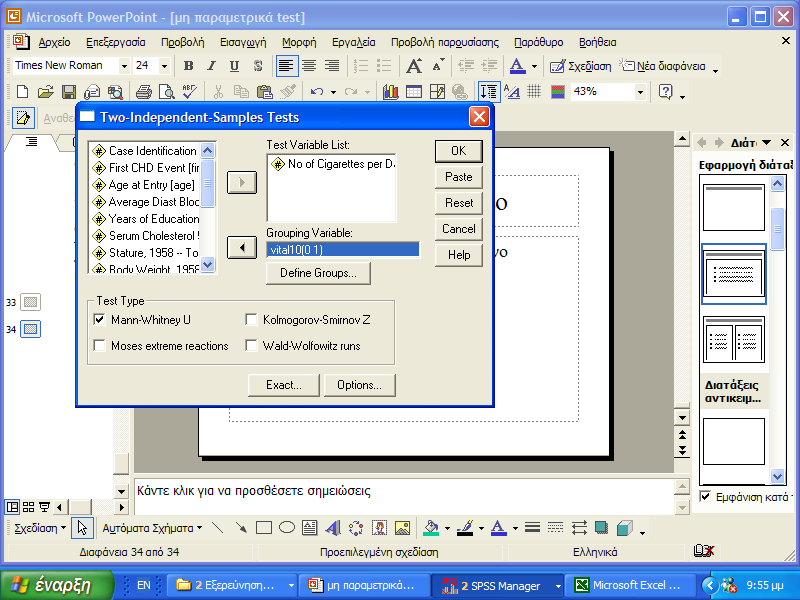 Microsoft PowerPoint - [μη παραμετρικά test]
Αρχείο Επεξεργασία Προβολή Εισαγωγή Μορφή Εργαλεία Προβολή παρουσίασης Παράθυρο Βοήθεια
Times New Roman 24 Σχεδίαση Νέα διαφάνεια
43%
Two-Independent-Samples Tests
Case Identification
First CHD Event [fir
Age at Entry [age]
Average Diast Bloo
Years of Education
Serum Cholesterol
Stature, 1958 -- To
Body Weight, 1958
Test Variable List:
No of Cigarettes per Da
Grouping Variable:
vital10(0 1)
Define Groups...
OK
Paste
Reset
Cancel
Help
Test Type
Mann-Whitney U
Kolmogorov-Smirnov Z
Moses extreme reactions
Wald-Wolfowitz runs
Exact...
Options...
33
34
Εφαρμογή διάταξ
Διατάξεις
αντικειμ...
Εμφάνιση κατά
Κάντε κλικ για να προσθέσετε σημειώσεις
Σχεδίαση Αυτόματα Σχήματα
Διαφάνεια 34 από 34 Προεπιλεγμένη σχεδίαση Ελληνικά
έναρξη EN 2 Εξερεύνηση... μη παραμετρικά... 2 SPSS Manager Microsoft Excel ... 9:55 μμ